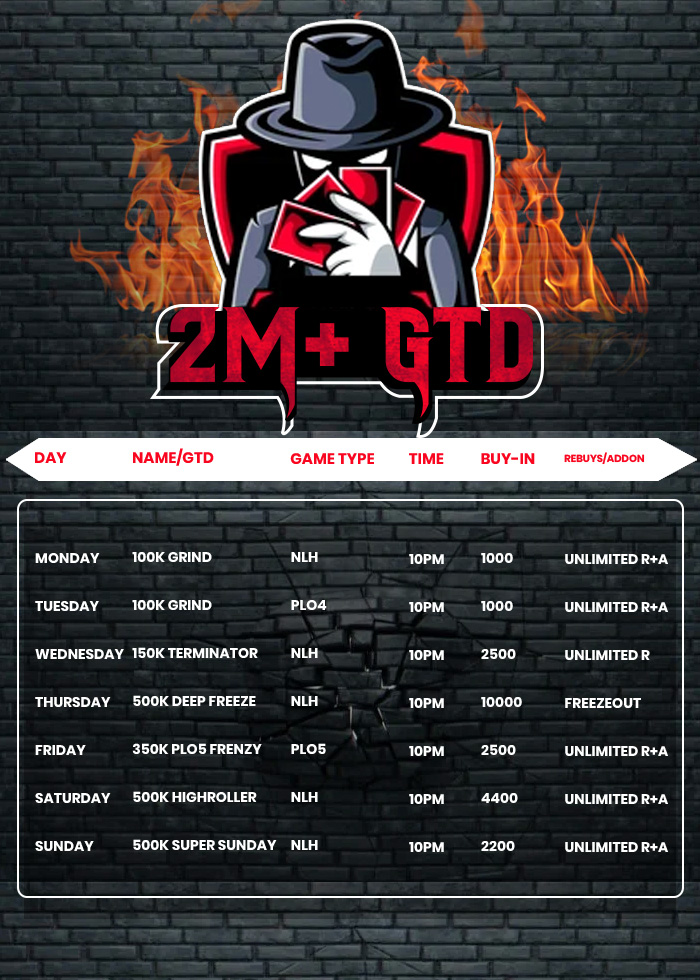 2M+ GTD
DAY NAME/GTD GAME TYPE TIME BUY-IN REBUYS/ADDON
MONDAY 100K GRIND NLH 10PM 1000 UNLIMITED R+A
TUESDAY 100K GRIND PLO4 10PM 1000 UNLIMITED R+A
WEDNESDAY 150K TERMINATOR NLH 10PM 2500 UNLIMITED R
THURSDAY 500K DEEP FREEZE NLH 10PM 10000 FREEZEOUT
FRIDAY 350K PLO5 FRENZY PLO5 10PM 2500 UNLIMITED R+A
SATURDAY 500K HIGHROLLER NLH 10PM 4400 UNLIMITED R+A
SUNDAY 500K SUPER SUNDAY NLH 10PM 2200 UNLIMITED R+A